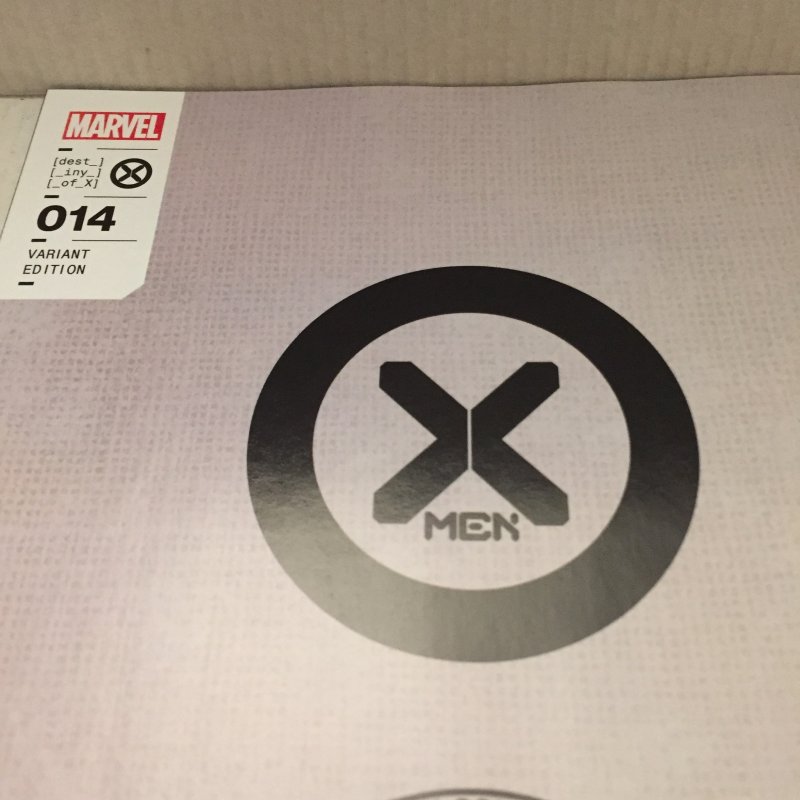 MARVEL
[dest_]
[_iny_]
[_of_X]
014
VARIANT
EDITION
X
MEN